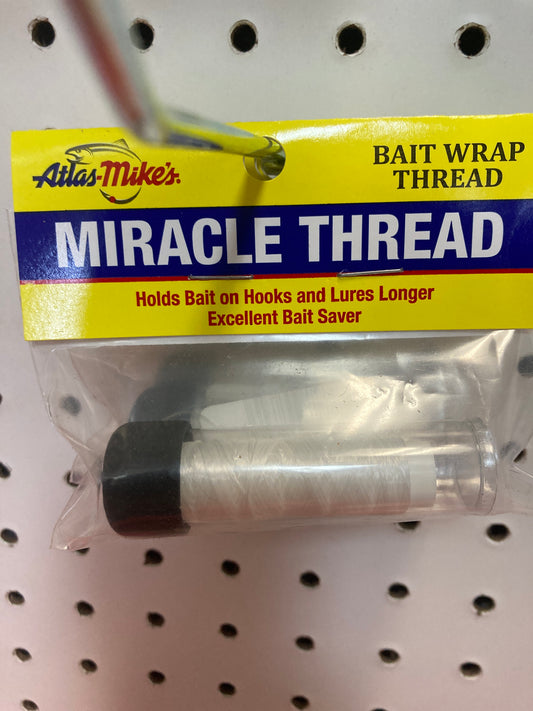 Atlas-Mike's.
BAIT WRAP
THREAD
MIRACLE THREAD
Holds Bait on Hooks and Lures Longer
Excellent Bait Saver